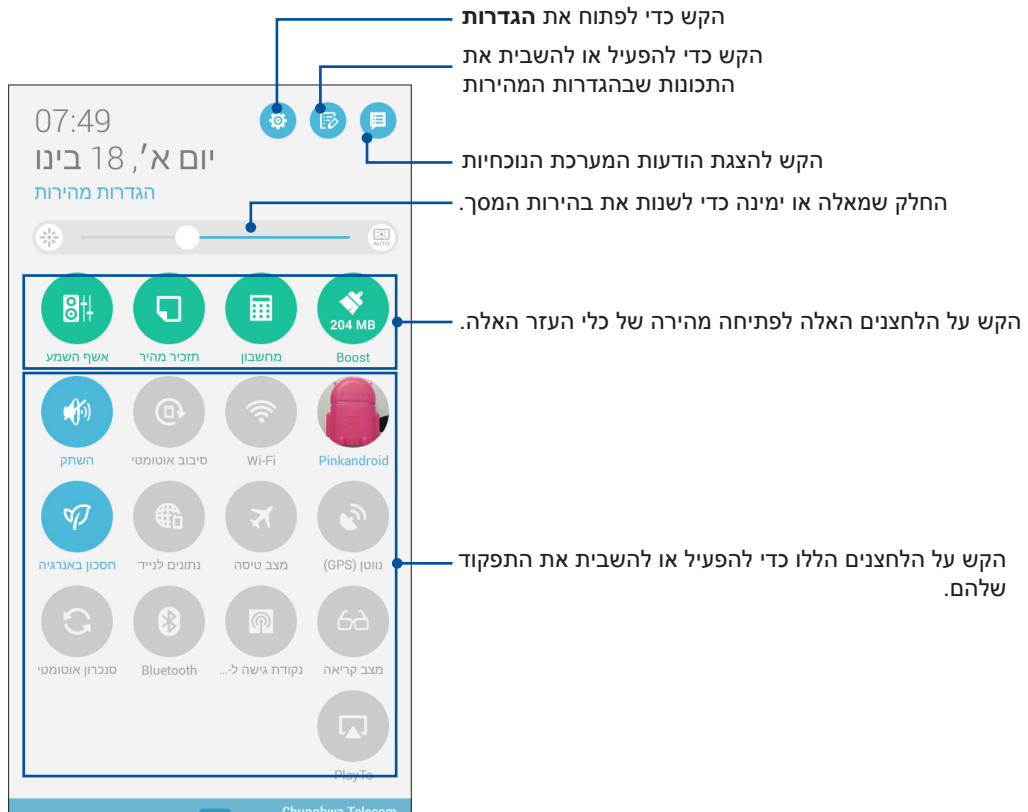 הקש כדי לפתוח את הגדרות
הקש כדי להפעיל או להשבית את
התכונות שבהגדרות המהירות
הקש להצגת הודעות המערכת הנוכחיות
החלק שמאלה או ימינה כדי לשנות את בהירות המסך.
הקש על הלחצנים האלה לפתיחה מהירה של כלי העזר האלה.
הקש על הלחצנים הללו כדי להפעיל או להשבית את התפקוד
שלהם.
07:49
יום א׳, 18 בינו
הגדרות מהירות
AUTO
204 MB
Boost
מחשבון
תזכיר מהיר
אשף השמע
Pinkandroid
Wi-Fi
סיבוב אוטומטי
השתק
נווטן (GPS)
מצב טיסה
נתונים לנייד
חסכון באנרגיה
מצב קריאה
נקודת גישה ל-...
Bluetooth
סנכרון אוטומטי
PlayTo
Chunghwa Telecom